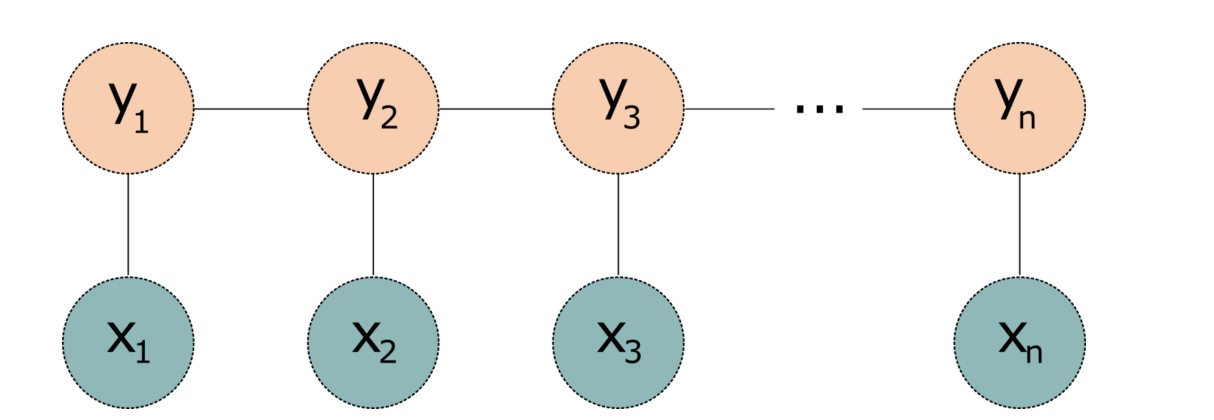 y₁ y₂ y₃ ... yₙ
x₁ x₂ x₃ xₙ